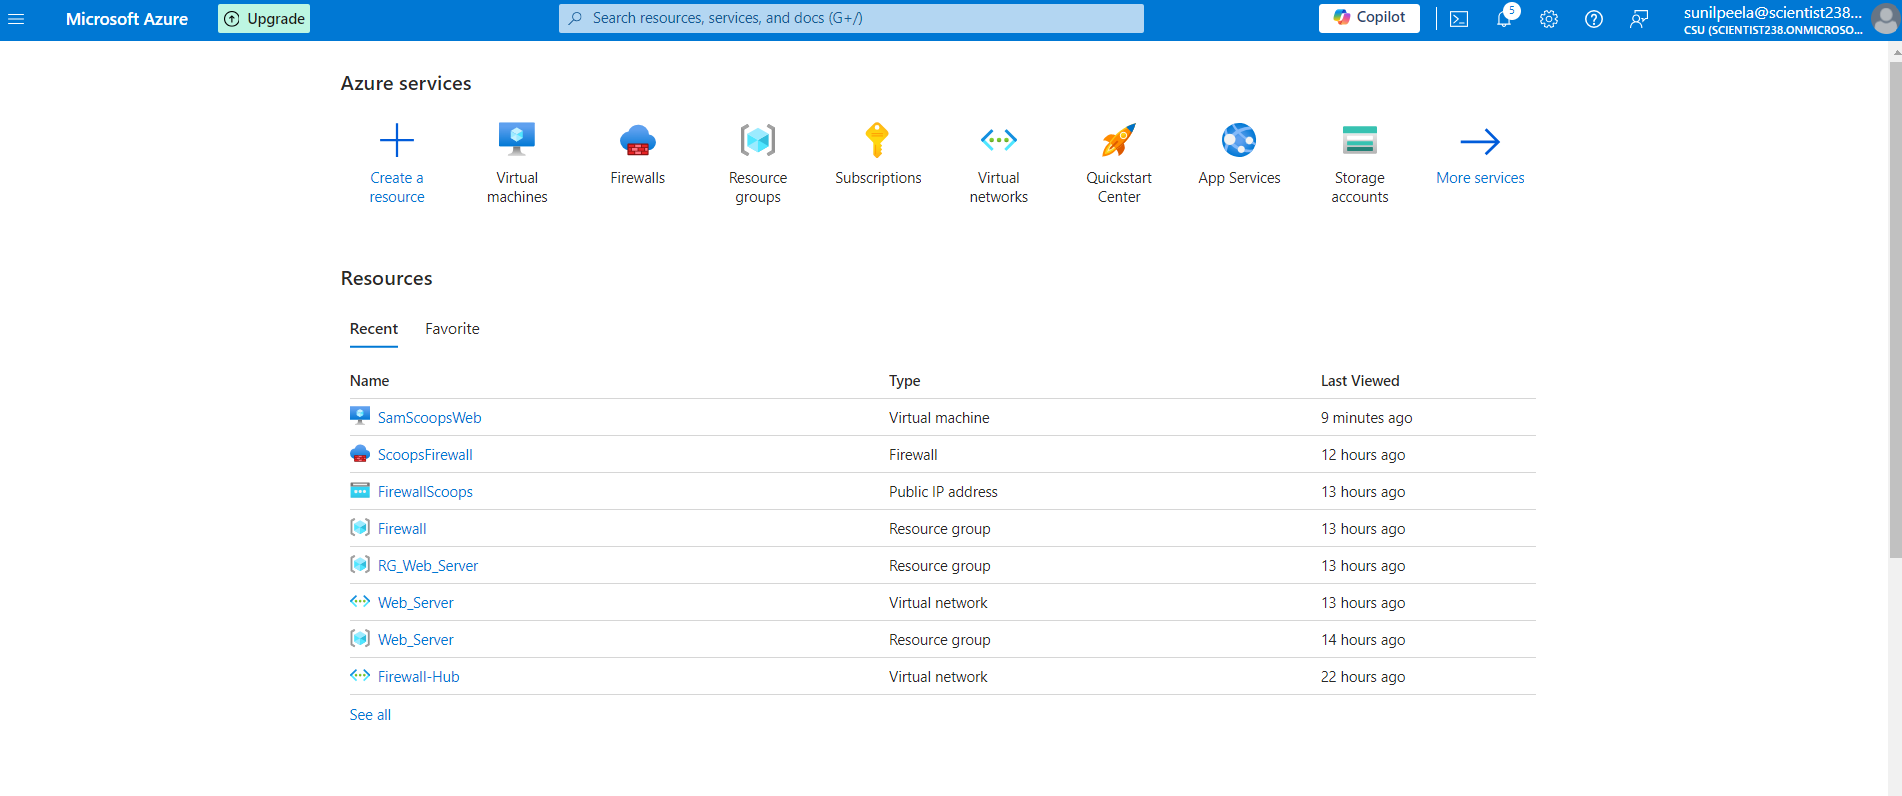 Microsoft Azure
Upgrade
Search resources, services, and docs (G+/)
Copilot
5
sunilpeela@scientist238...
CSU (SCIENTIST238.ONMICROSO...
Azure services
Create a
resource
Virtual
machines
Firewalls
Resource
groups
Subscriptions
Virtual
networks
Quickstart
Center
App Services
Storage
accounts
More services
Resources
Recent Favorite
Name Type Last Viewed
SamScoopsWeb Virtual machine 9 minutes ago
ScoopsFirewall Firewall 12 hours ago
FirewallScoops Public IP address 13 hours ago
Firewall Resource group 13 hours ago
RG_Web_Server Resource group 13 hours ago
Web_Server Virtual network 13 hours ago
Web_Server Resource group 14 hours ago
Firewall-Hub Virtual network 22 hours ago
See all